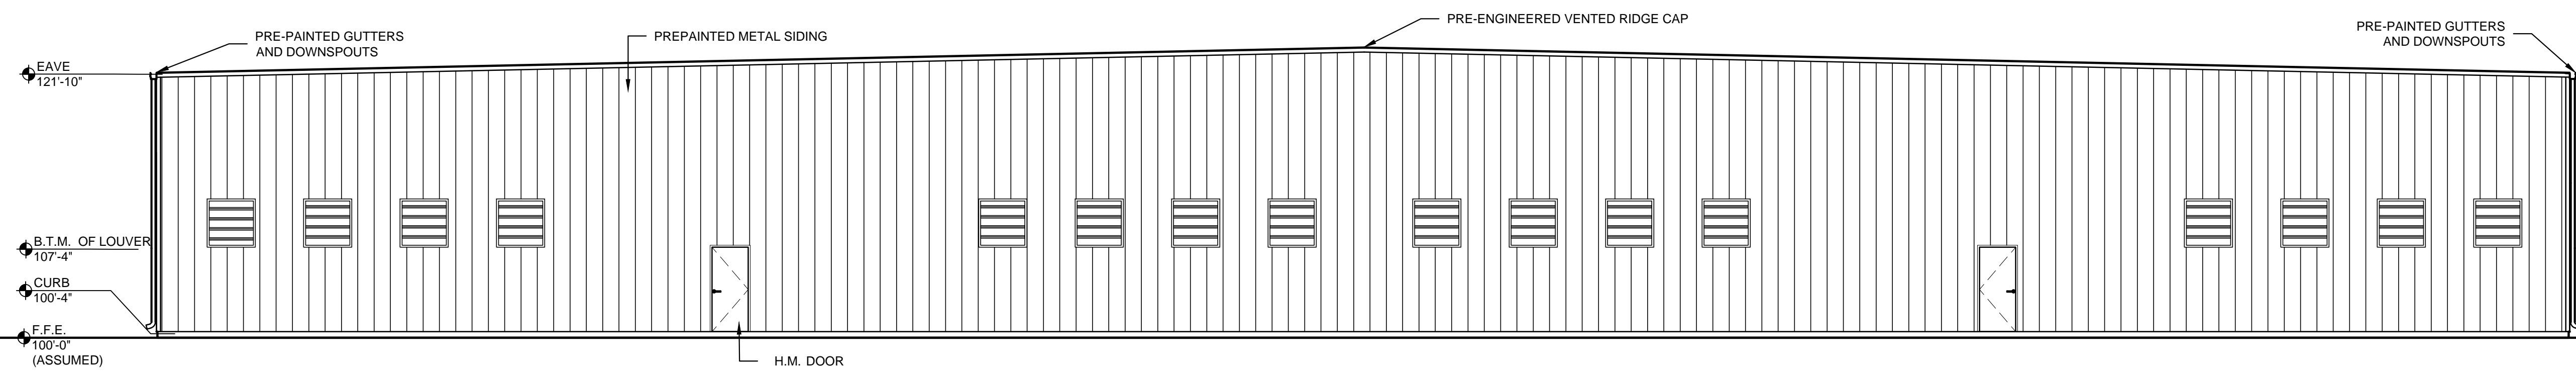 PRE-PAINTED GUTTERS
AND DOWNSPOUTS
PREPAINTED METAL SIDING
PRE-ENGINEERED VENTED RIDGE CAP
PRE-PAINTED GUTTERS
AND DOWNSPOUTS
EAVE
121'-10"
B.T.M. OF LOUVER
107'-4"
CURB
100'-4"
F.F.E.
100'-0"
(ASSUMED)
H.M. DOOR